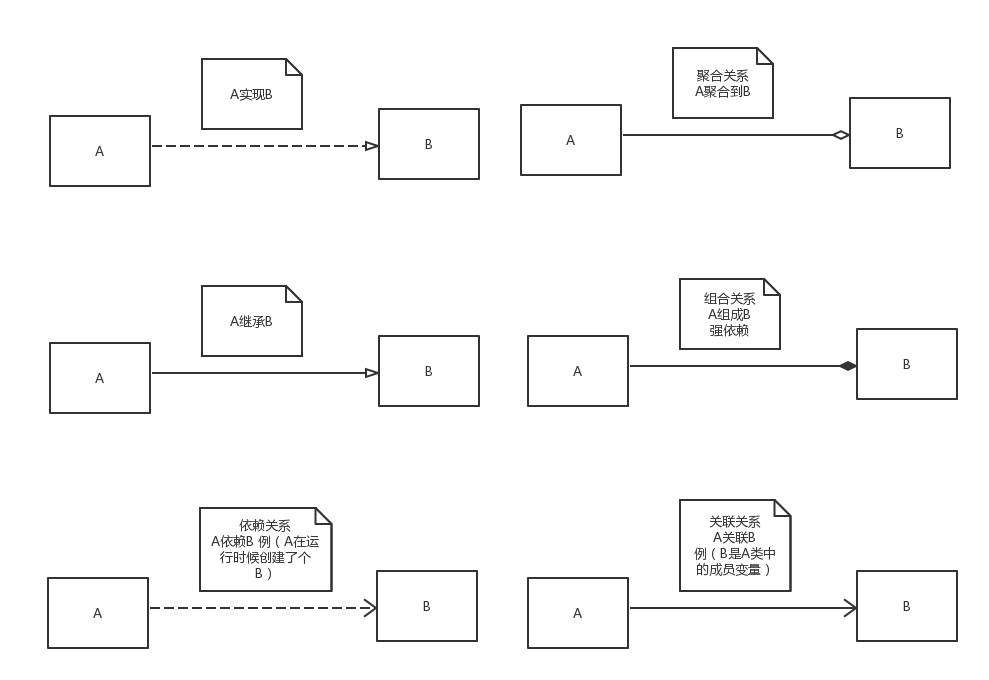 A实现B
A
B
聚合关系
A聚合到B
A
B
A继承B
A
B
组合关系
A组成B
强依赖
A
B
依赖关系
A依赖B 例（A在运
行时候创建了个
B）
A
B
关联关系
A关联B
例（B是A类中
的成员变量）
A
B